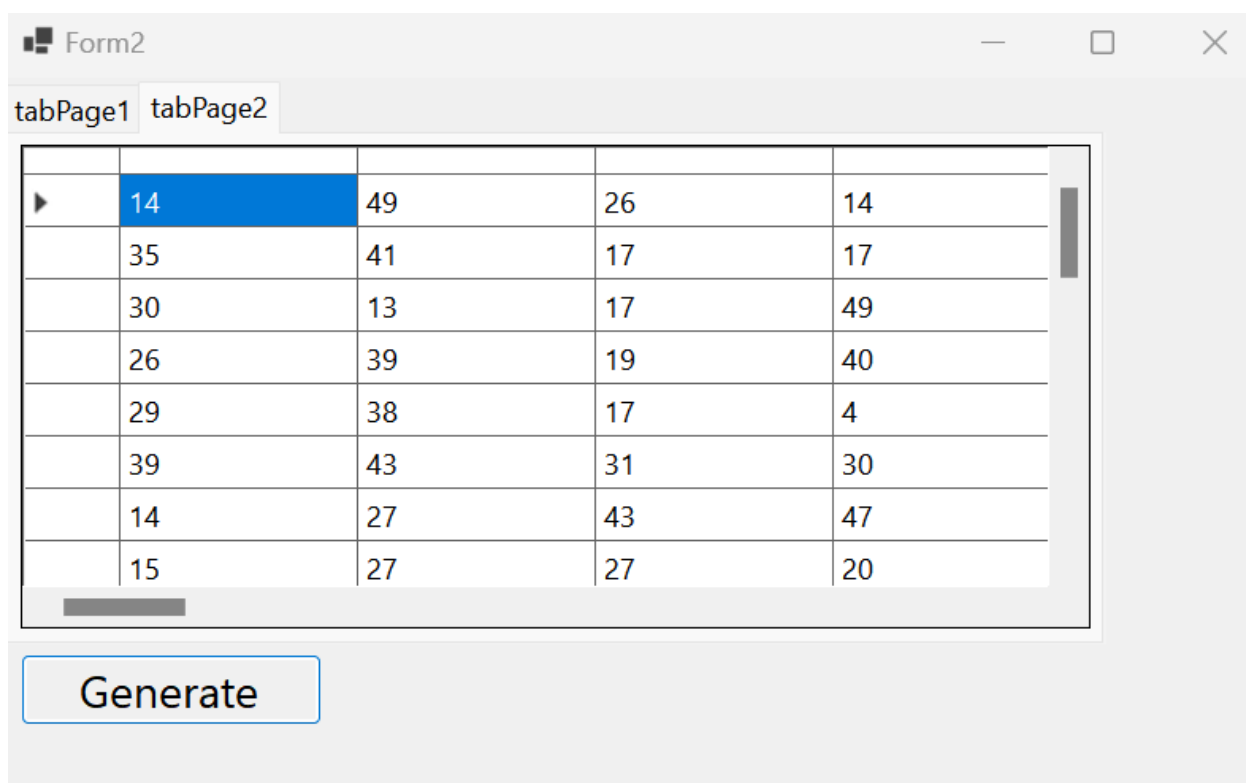 Form2
tabPage1 tabPage2
14 49 26 14
35 41 17 17
30 13 17 49
26 39 19 40
29 38 17 4
39 43 31 30
14 27 43 47
15 27 27 20
Generate